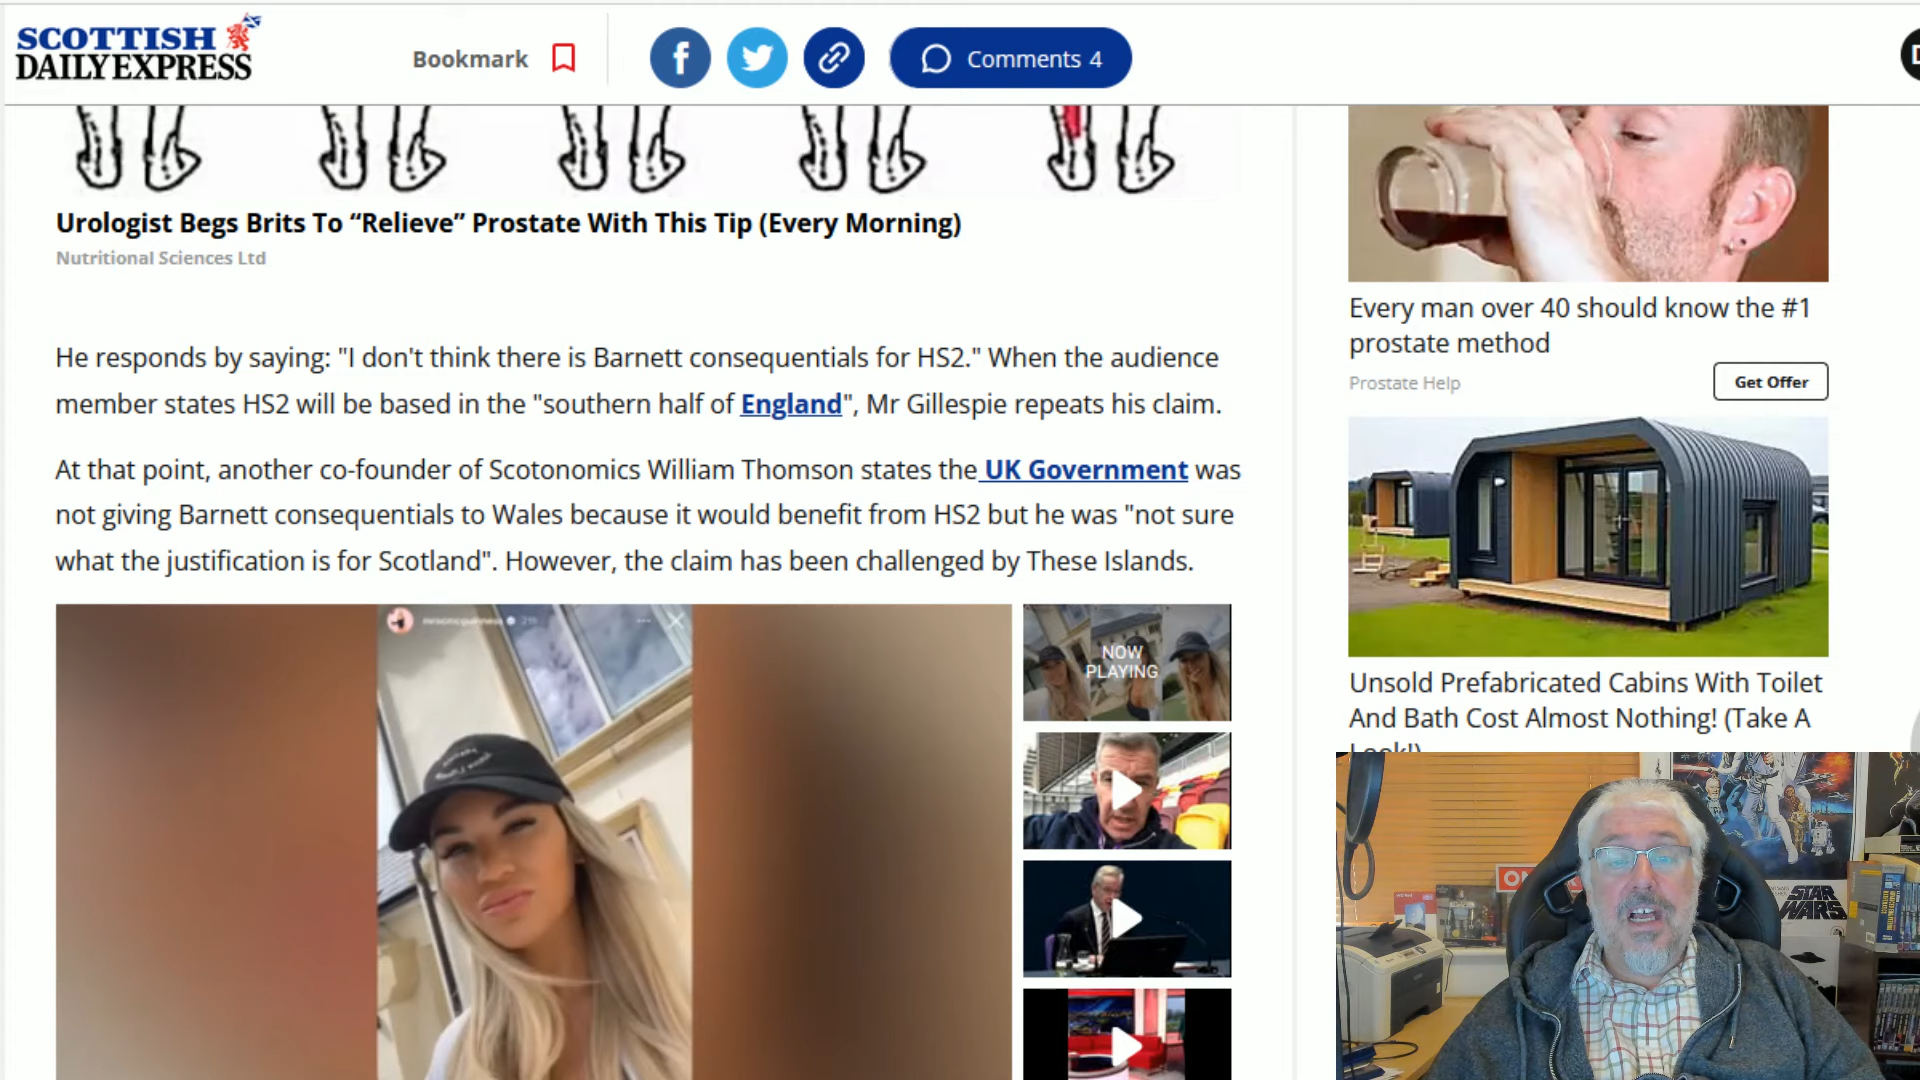 SCOTTISH
DAILY EXPRESS
Bookmark
Comments 4
Urologist Begs Brits To “Relieve” Prostate With This Tip (Every Morning)
Nutritional Sciences Ltd
He responds by saying: "I don't think there is Barnett consequentials for HS2." When the audience
member states HS2 will be based in the "southern half of England", Mr Gillespie repeats his claim.
At that point, another co-founder of Scotonomics William Thomson states the UK Government was
not giving Barnett consequentials to Wales because it would benefit from HS2 but he was "not sure
what the justification is for Scotland". However, the claim has been challenged by These Islands.
NOW
PLAYING
Every man over 40 should know the #1
prostate method
Prostate Help
Get Offer
Unsold Prefabricated Cabins With Toilet
And Bath Cost Almost Nothing! (Take A
Look!)
STAR
WARS